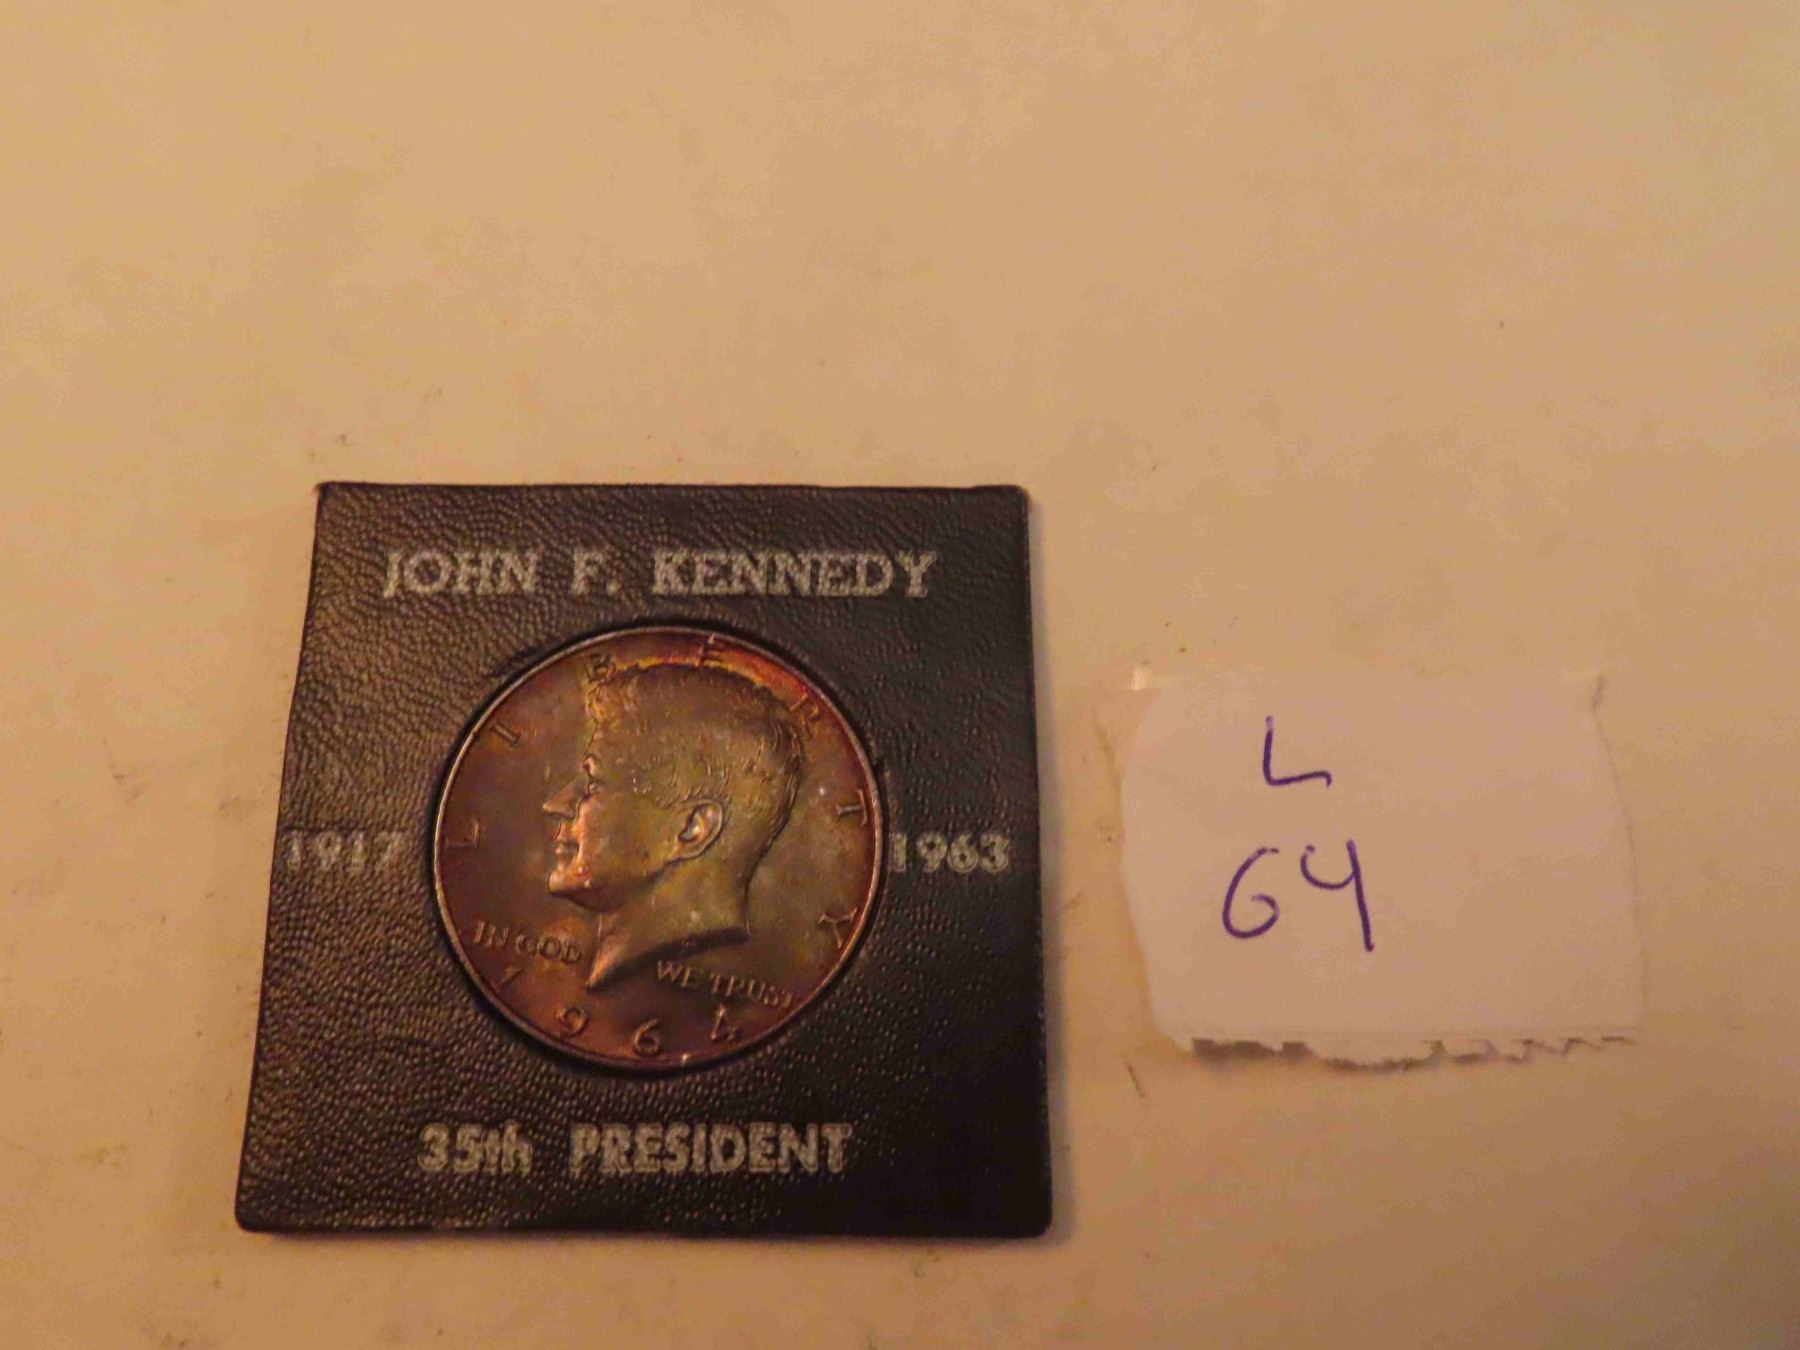 JOHN F. KENNEDY
LIBERTY
1917 1963
IN GOD WE TRUST
1964
35th PRESIDENT
L
64